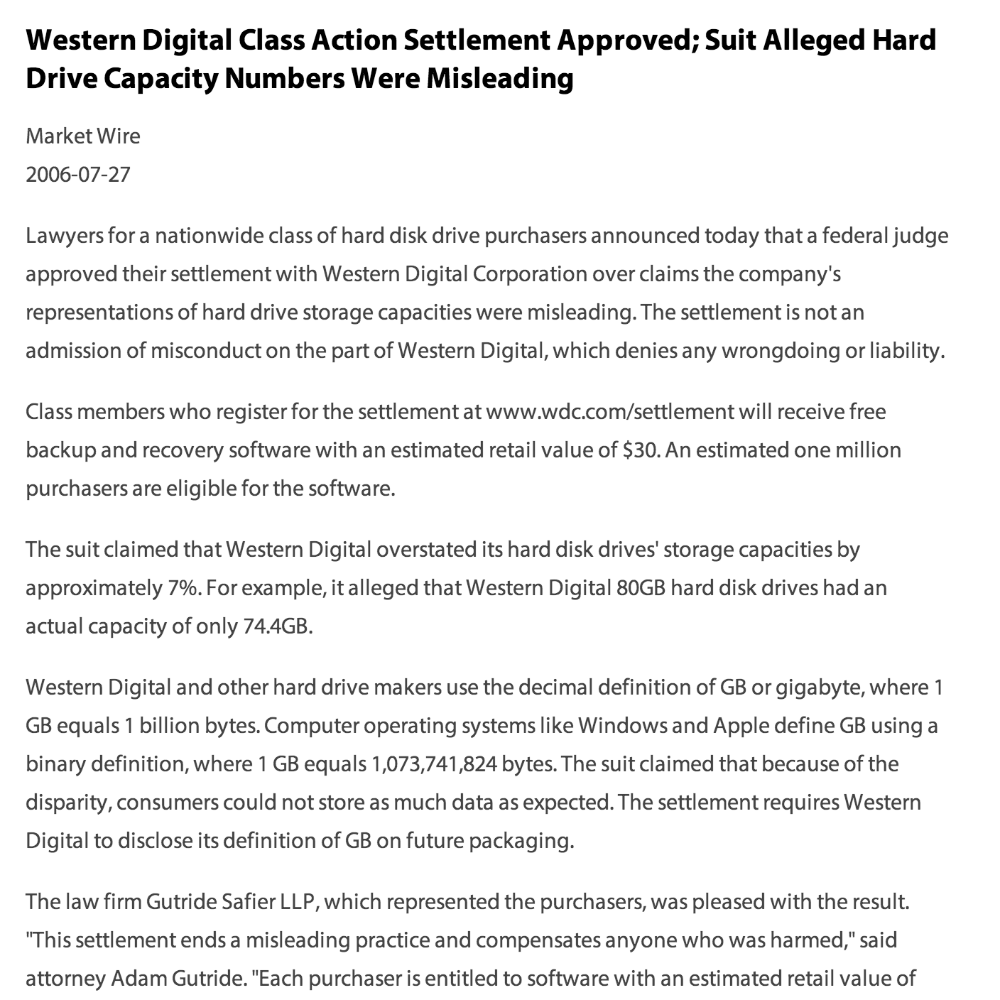 Western Digital Class Action Settlement Approved; Suit Alleged Hard
Drive Capacity Numbers Were Misleading
Market Wire
2006-07-27
Lawyers for a nationwide class of hard disk drive purchasers announced today that a federal judge
approved their settlement with Western Digital Corporation over claims the company's
representations of hard drive storage capacities were misleading. The settlement is not an
admission of misconduct on the part of Western Digital, which denies any wrongdoing or liability.
Class members who register for the settlement at www.wdc.com/settlement will receive free
backup and recovery software with an estimated retail value of $30. An estimated one million
purchasers are eligible for the software.
The suit claimed that Western Digital overstated its hard disk drives' storage capacities by
approximately 7%. For example, it alleged that Western Digital 80GB hard disk drives had an
actual capacity of only 74.4GB.
Western Digital and other hard drive makers use the decimal definition of GB or gigabyte, where 1
GB equals 1 billion bytes. Computer operating systems like Windows and Apple define GB using a
binary definition, where 1 GB equals 1,073,741,824 bytes. The suit claimed that because of the
disparity, consumers could not store as much data as expected. The settlement requires Western
Digital to disclose its definition of GB on future packaging.
The law firm Gutride Safier LLP, which represented the purchasers, was pleased with the result.
"This settlement ends a misleading practice and compensates anyone who was harmed," said
attorney Adam Gutride. "Each purchaser is entitled to software with an estimated retail value of